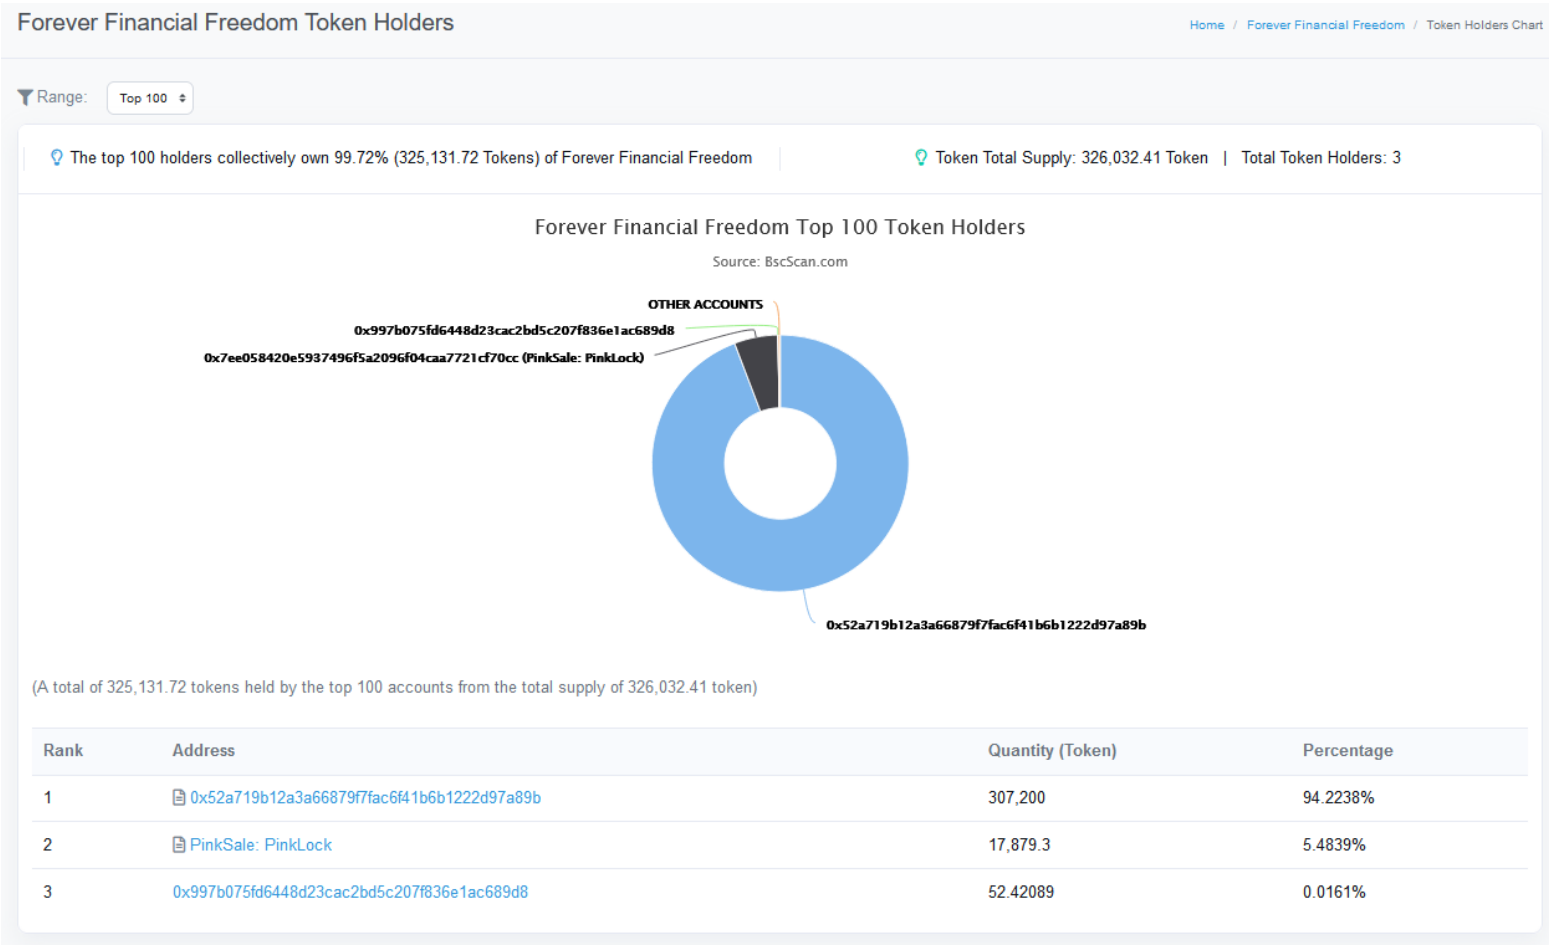 Forever Financial Freedom Token Holders
Home / Forever Financial Freedom / Token Holders Chart
Range: Top 100
The top 100 holders collectively own 99.72% (325,131.72 Tokens) of Forever Financial Freedom
Token Total Supply: 326,032.41 Token | Total Token Holders: 3
Forever Financial Freedom Top 100 Token Holders
Source: BscScan.com
OTHER ACCOUNTS
0x997b075fd6448d23cac2bd5c207f836e1ac689d8
0x7ee058420e5937496f5a2096f04caa7721cf70cc (PinkSale: PinkLock)
0x52a719b12a3a66879f7fac6f41b6b1222d97a89b
(A total of 325,131.72 tokens held by the top 100 accounts from the total supply of 326,032.41 token)
Rank Address Quantity (Token) Percentage
1 0x52a719b12a3a66879f7fac6f41b6b1222d97a89b 307,200 94.2238%
2 PinkSale: PinkLock 17,879.3 5.4839%
3 0x997b075fd6448d23cac2bd5c207f836e1ac689d8 52.42089 0.0161%